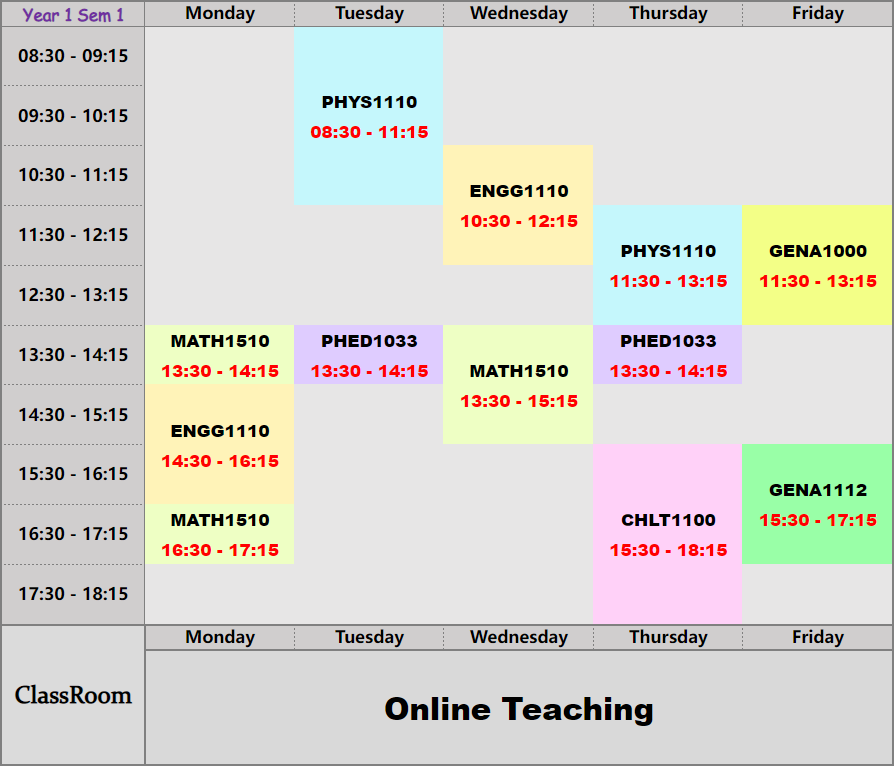 Year 1 Sem 1 Monday Tuesday Wednesday Thursday Friday
08:30 - 09:15
PHYS1110
09:30 - 10:15
08:30 - 11:15
10:30 - 11:15
ENGG1110
10:30 - 12:15
11:30 - 12:15
PHYS1110 GENA1000
11:30 - 13:15 11:30 - 13:15
12:30 - 13:15
MATH1510 PHED1033 PHED1033
13:30 - 14:15
13:30 - 14:15 13:30 - 14:15 MATH1510 13:30 - 14:15
13:30 - 15:15
14:30 - 15:15
ENGG1110
14:30 - 16:15
15:30 - 16:15
GENA1112
MATH1510 CHLT1100 15:30 - 17:15
16:30 - 17:15
16:30 - 17:15 15:30 - 18:15
17:30 - 18:15
Monday Tuesday Wednesday Thursday Friday
ClassRoom
Online Teaching